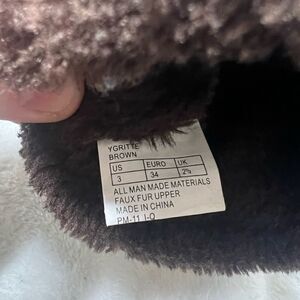 YGRITTE
BROWN
US EURO UK
3 34 2½
ALL MAN MADE MATERIALS
FAUX FUR UPPER
MADE IN CHINA
PM-11 I-Q